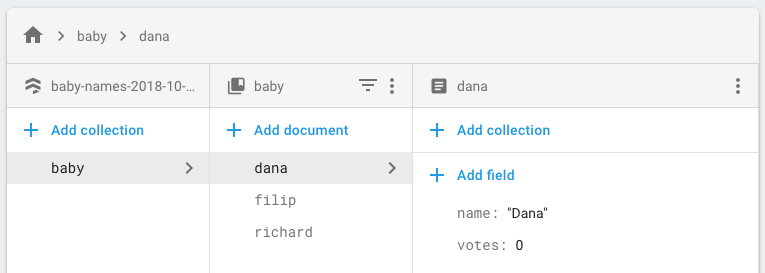 baby dana
baby-names-2018-10-... baby dana
Add collection Add document Add collection
baby dana
Add field
filip
name: "Dana"
richard
votes: 0